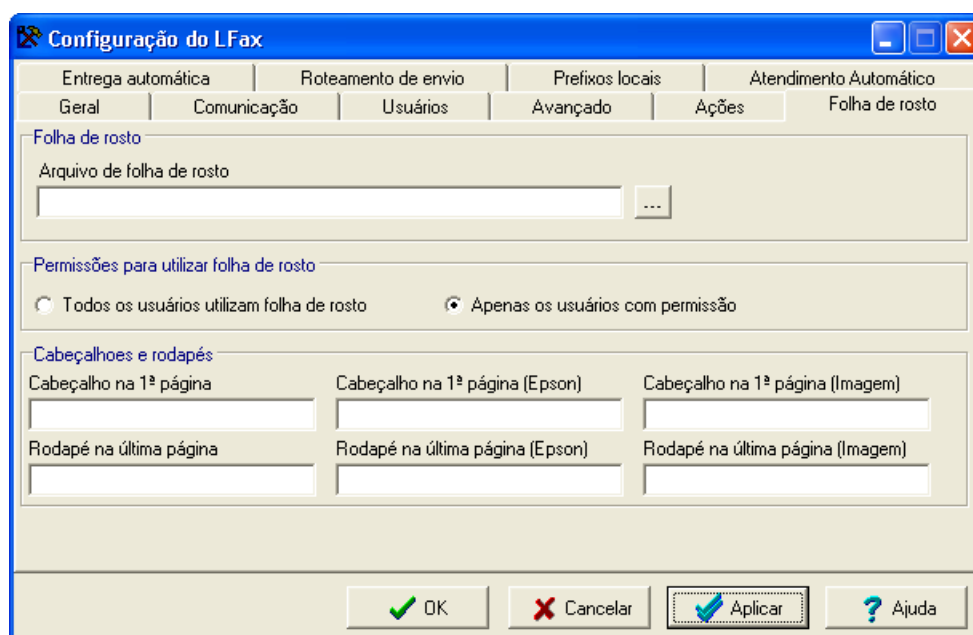 Configuração do LFax
Entrega automática Roteamento de envio Prefixos locais Atendimento Automático
Geral Comunicação Usuários Avançado Ações Folha de rosto
Folha de rosto
Arquivo de folha de rosto
...
Permissões para utilizar folha de rosto
Todos os usuários utilizam folha de rosto Apenas os usuários com permissão
Cabeçalhoes e rodapés
Cabeçalho na 1ª página Cabeçalho na 1ª página (Epson) Cabeçalho na 1ª página (Imagem)
Rodapé na última página Rodapé na última página (Epson) Rodapé na última página (Imagem)
OK Cancelar Aplicar Ajuda